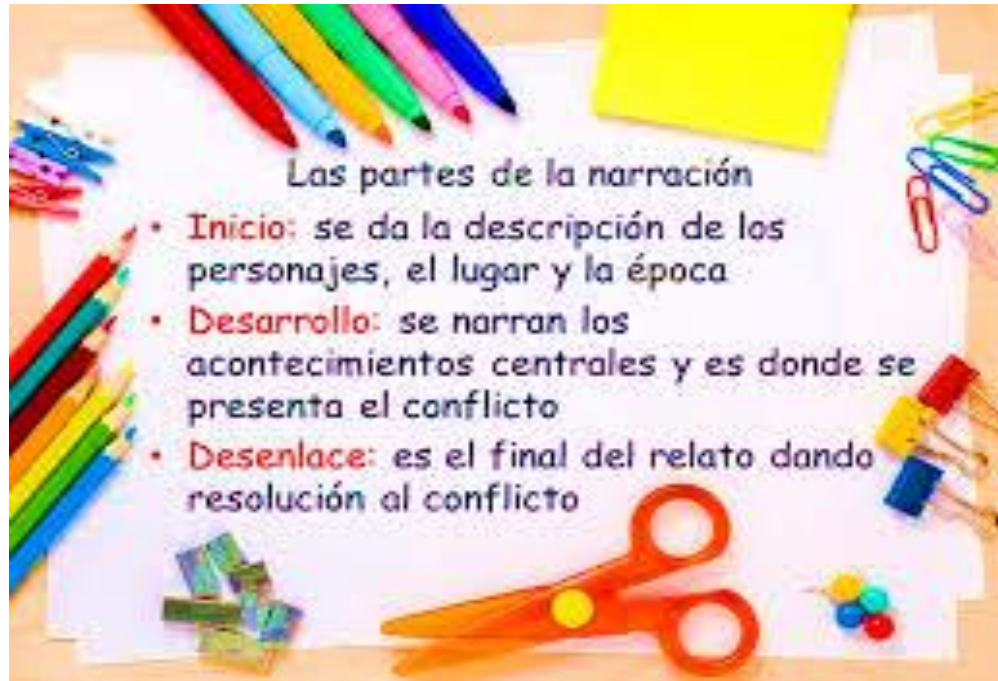 Las partes de la narración
• Inicio: se da la descripción de los
personajes, el lugar y la época
• Desarrollo: se narran los
acontecimientos centrales y es donde se
presenta el conflicto
• Desenlace: es el final del relato dando
resolución al conflicto